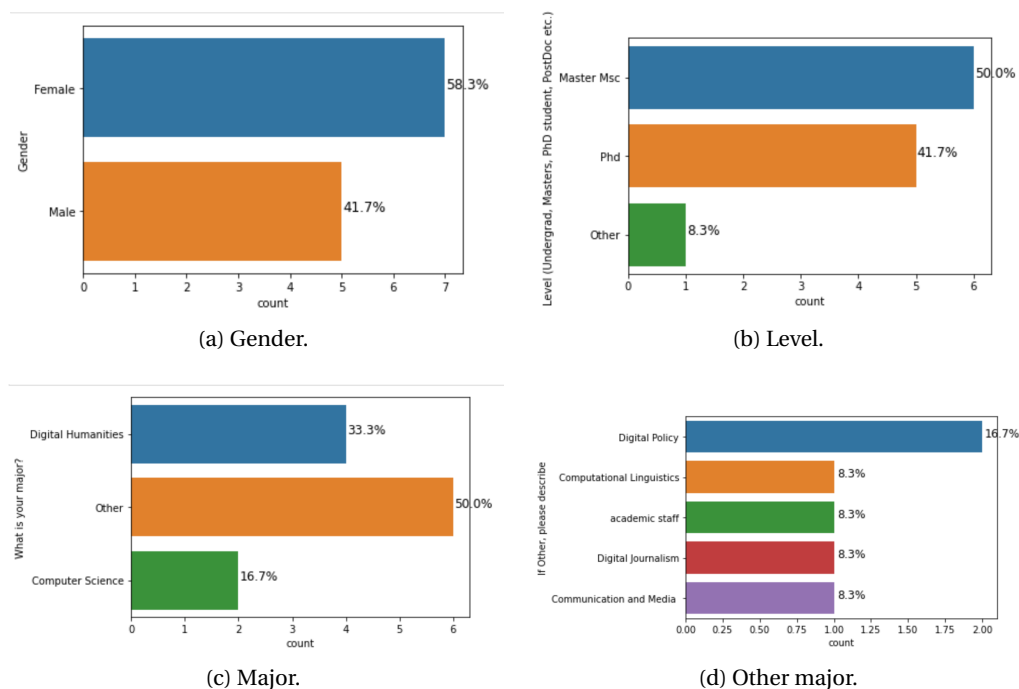 Gender
Female
58.3%
Male
41.7%
0 1 2 3 4 5 6 7
count
(a) Gender.
Level (Undergrad, Masters, PhD student, PostDoc etc.)
Master Msc
50.0%
Phd
41.7%
Other
8.3%
0 1 2 3 4 5 6
count
(b) Level.
What is your major?
Digital Humanities
33.3%
Other
50.0%
Computer Science
16.7%
0 1 2 3 4 5 6
count
(c) Major.
If Other, please describe
Digital Policy
16.7%
Computational Linguistics
8.3%
academic staff
8.3%
Digital Journalism
8.3%
Communication and Media
8.3%
0.00 0.25 0.50 0.75 1.00 1.25 1.50 1.75 2.00
count
(d) Other major.